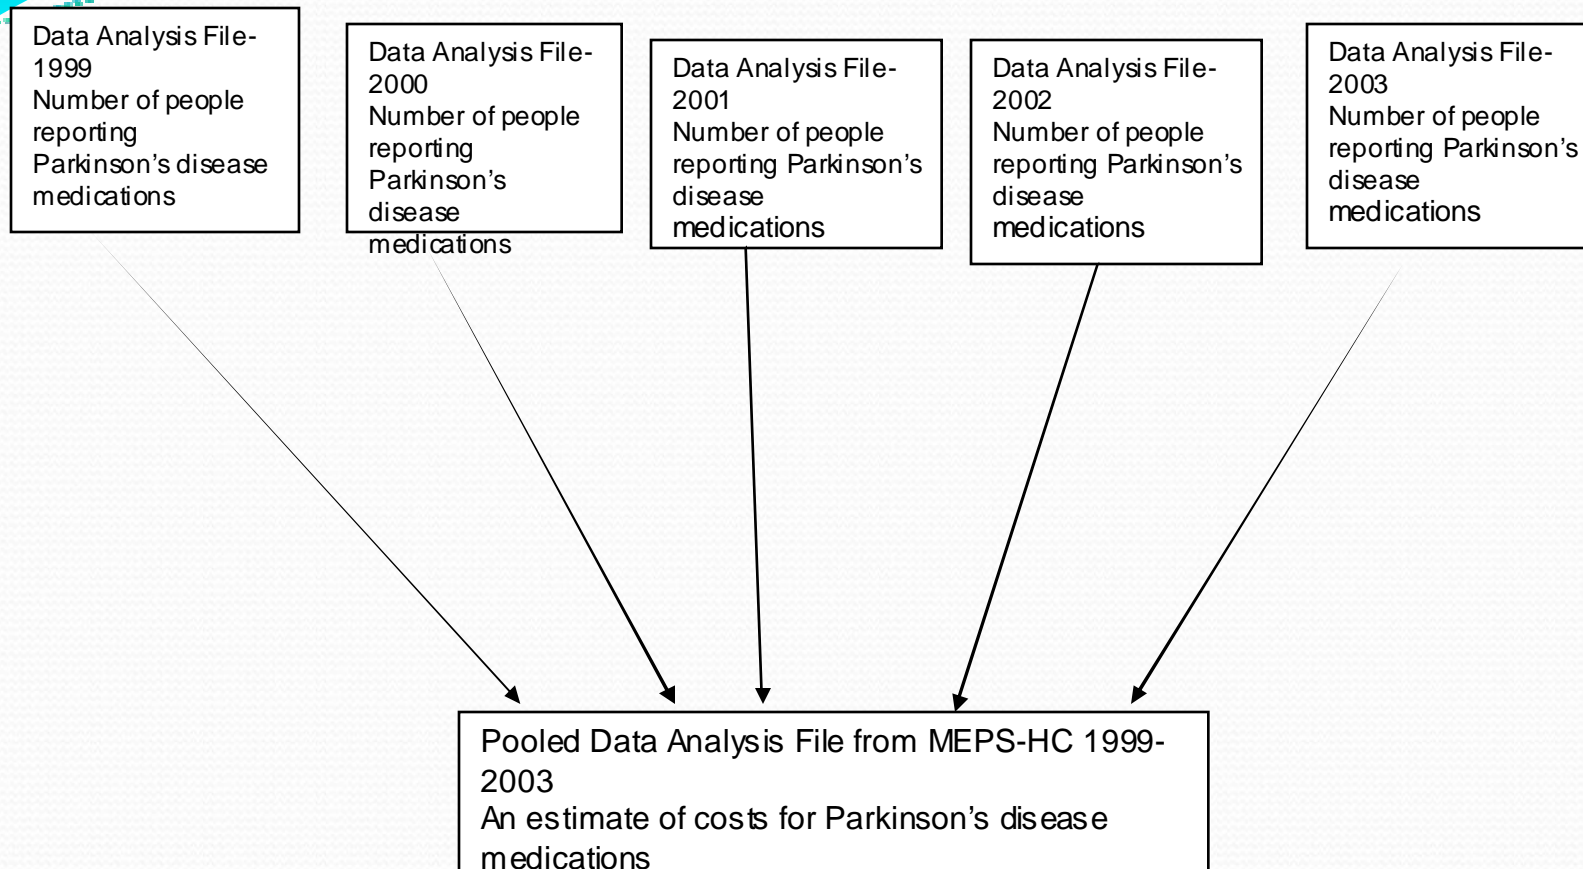 Data Analysis File-
1999
Number of people
reporting
Parkinson’s disease
medications
Data Analysis File-
2000
Number of people
reporting
Parkinson’s
disease
medications
Data Analysis File-
2001
Number of people
reporting Parkinson’s
disease
medications
Data Analysis File-
2002
Number of people
reporting Parkinson’s
disease
medications
Data Analysis File-
2003
Number of people
reporting Parkinson’s
disease
medications
Pooled Data Analysis File from MEPS-HC 1999-
2003
An estimate of costs for Parkinson’s disease
medications